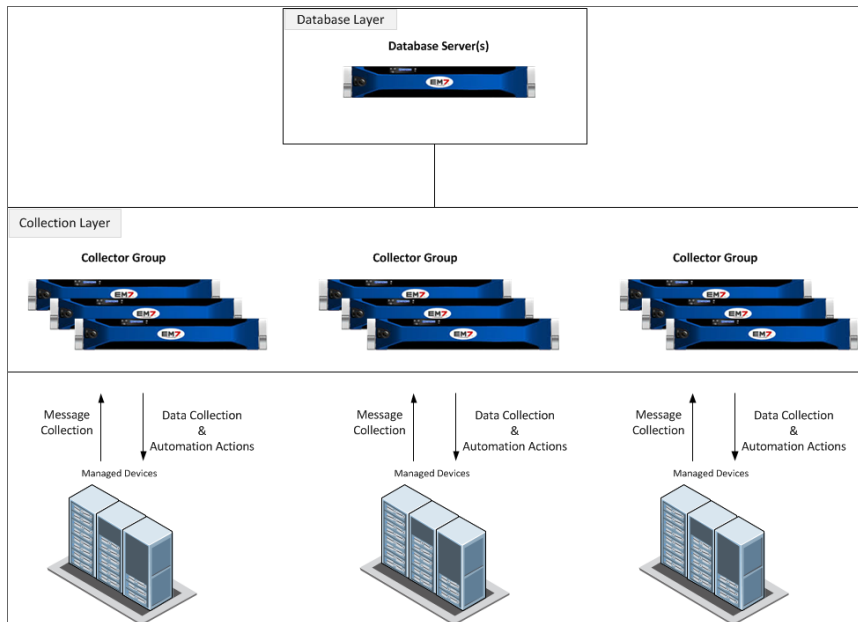 Database Layer
Database Server(s)
EM7
Collection Layer
Collector Group
Collector Group
Collector Group
EM7
EM7
EM7
EM7
EM7
EM7
EM7
EM7
EM7
Message
Collection
Data Collection
&
Automation Actions
Message
Collection
Data Collection
&
Automation Actions
Message
Collection
Data Collection
&
Automation Actions
Managed Devices
Managed Devices
Managed Devices